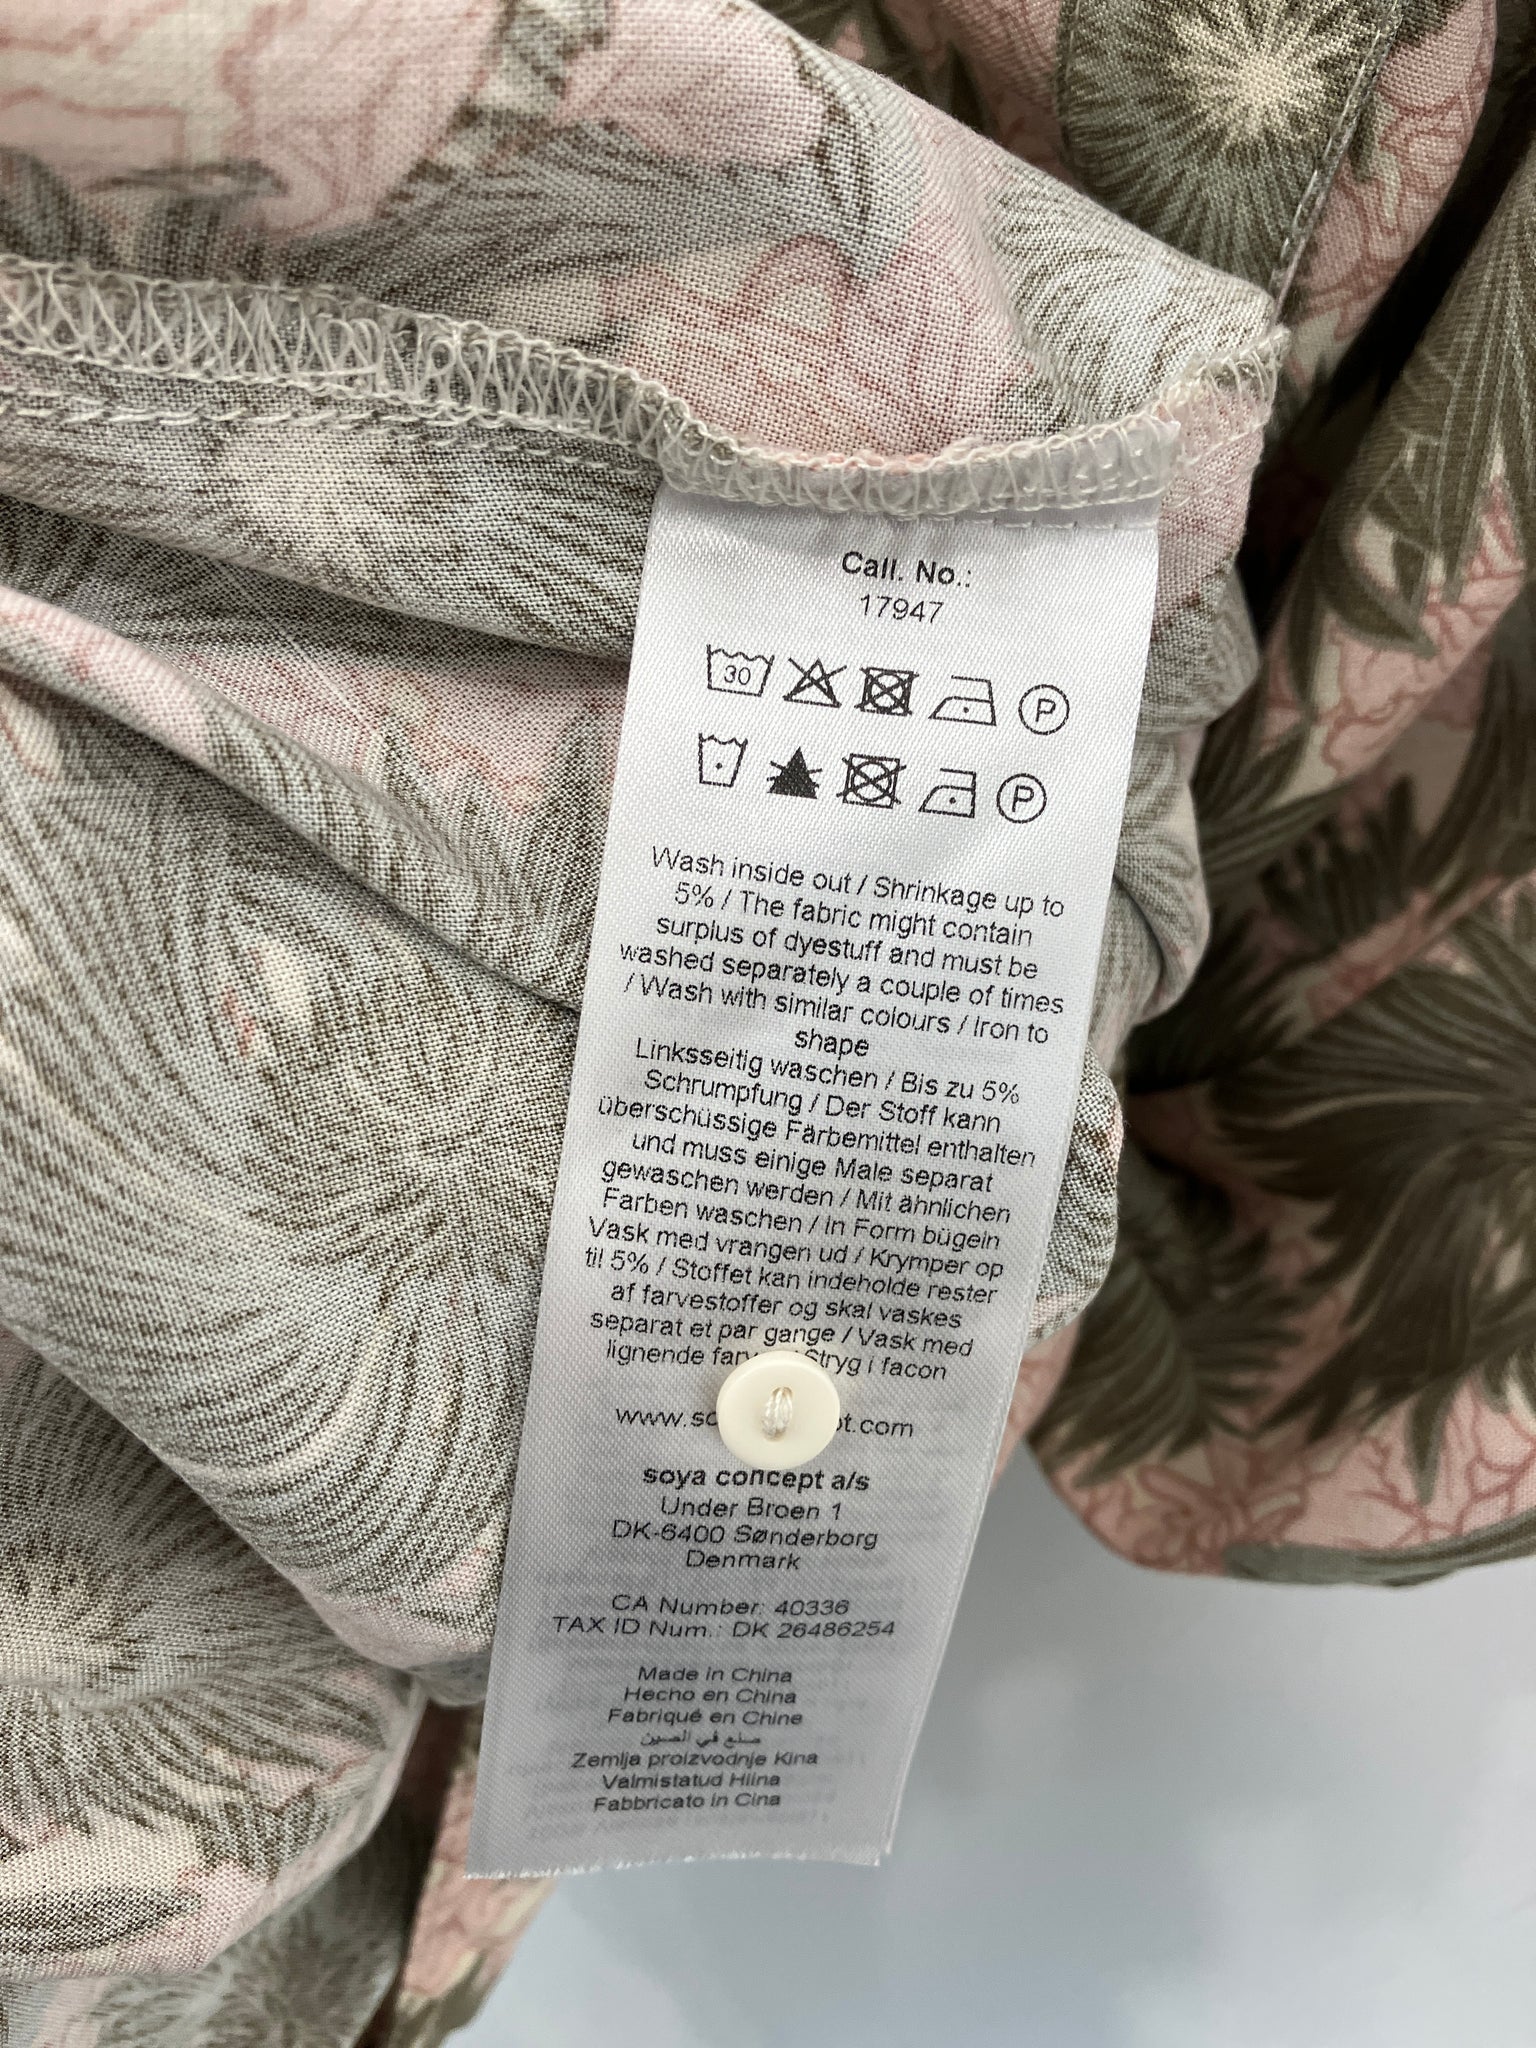 Call. No.:
17947
30
P
P
Wash inside out / Shrinkage up to
5% / The fabric might contain
surplus of dyestuff and must be
washed separately a couple of times
/ Wash with similar colours / Iron to
shape
Linksseitig waschen / Bis zu 5%
Schrumpfung / Der Stoff kann
überschüssige Färbemittel enthalten
und muss einige Male separat
gewaschen werden / Mit ähnlichen
Farben waschen / In Form bügein
Vask med vrangen ud / Krymper op
til 5% / Stoffet kan indeholde rester
af farvestoffer og skal vaskes
separat et par gange / Vask med
lignende / Stryg i facon
soya concept a/s
Under Broen 1
DK-6400 Sønderborg
Denmark
CA Number: 40336
TAX ID Num.: DK 26486254
Made in China
Hecho en China
Fabriqué en Chine
صنع في الصين
Zemlja proizvodnje Kina
Valmistatud Hiina
Fabbricato in Cina